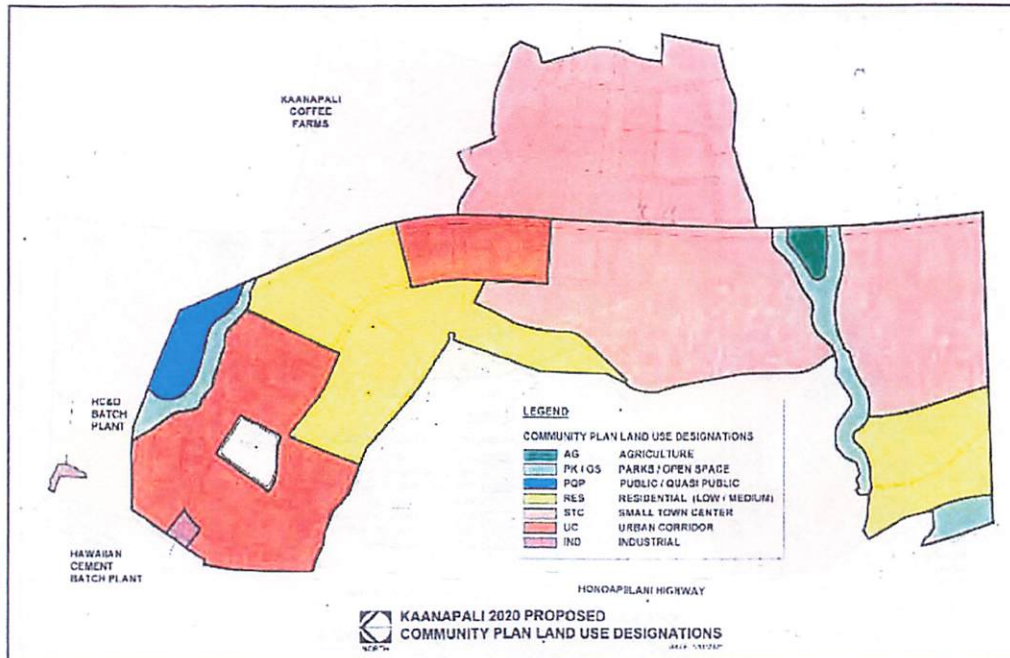 KAANAPALI
COFFEE
FARMS
HC&D
BATCH
PLANT
HAWAIIAN
CEMENT
BATCH PLANT
LEGEND
COMMUNITY PLAN LAND USE DESIGNATIONS
AG AGRICULTURE
PK / OS PARKS / OPEN SPACE
PQP PUBLIC / QUASI PUBLIC
RES RESIDENTIAL (LOW / MEDIUM)
STC SMALL TOWN CENTER
UC URBAN CORRIDOR
IND INDUSTRIAL
HONOAPIILANI HIGHWAY
KAANAPALI 2020 PROPOSED
COMMUNITY PLAN LAND USE DESIGNATIONS
NORTH